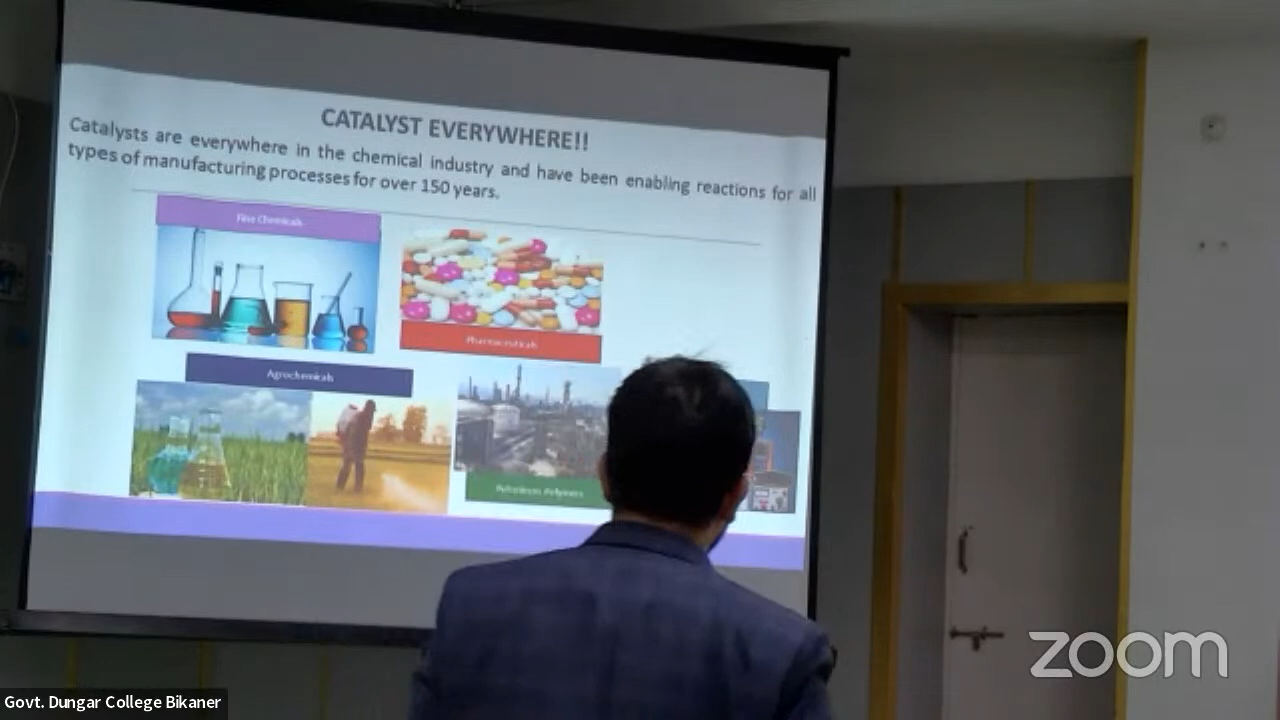 CATALYST EVERYWHERE!!
Catalysts are everywhere in the chemical industry and have been enabling reactions for all
types of manufacturing processes for over 150 years.
Fine Chemicals
Pharmaceuticals
Agrochemicals
Polymers
zoom
Govt. Dungar College Bikaner